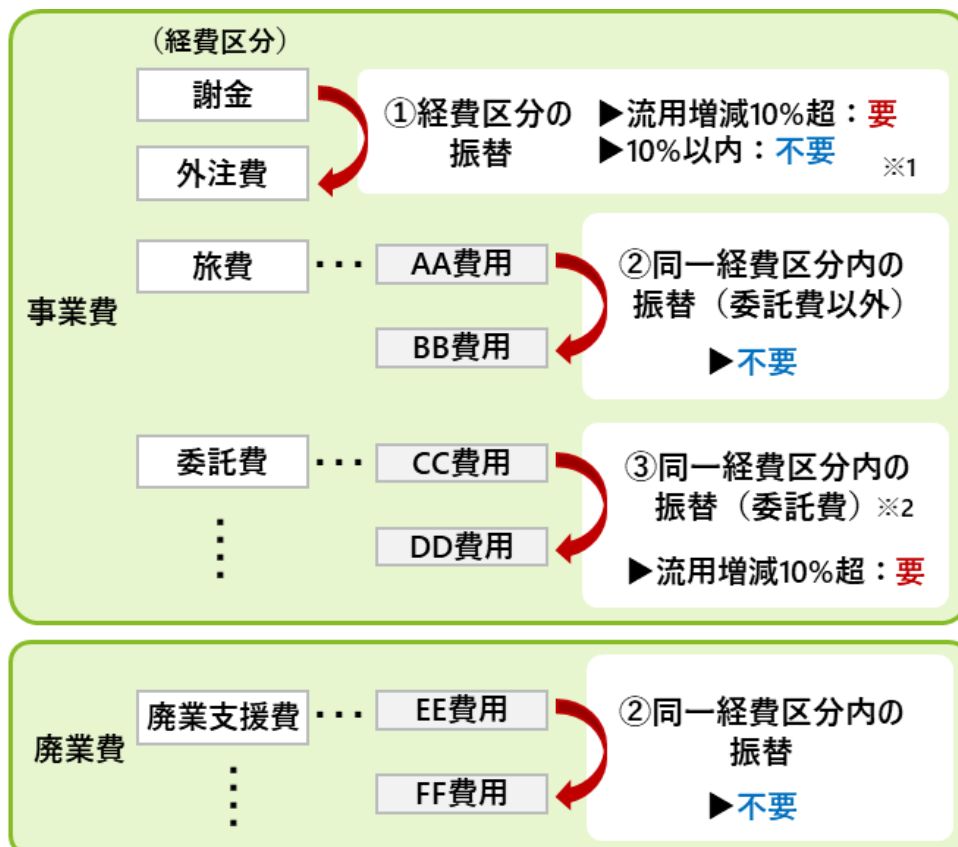 （経費区分）
謝金
外注費
①経費区分の
振替
▶流用増減10%超：要
▶10%以内：不要
※1
事業費
旅費
・・・
AA費用
BB費用
②同一経費区分内の
振替（委託費以外）
▶不要
委託費
・・・
CC費用
DD費用
③同一経費区分内の
振替（委託費）※2
▶流用増減10%超：要
廃業費
廃業支援費
・・・
EE費用
FF費用
②同一経費区分内の
振替
▶不要